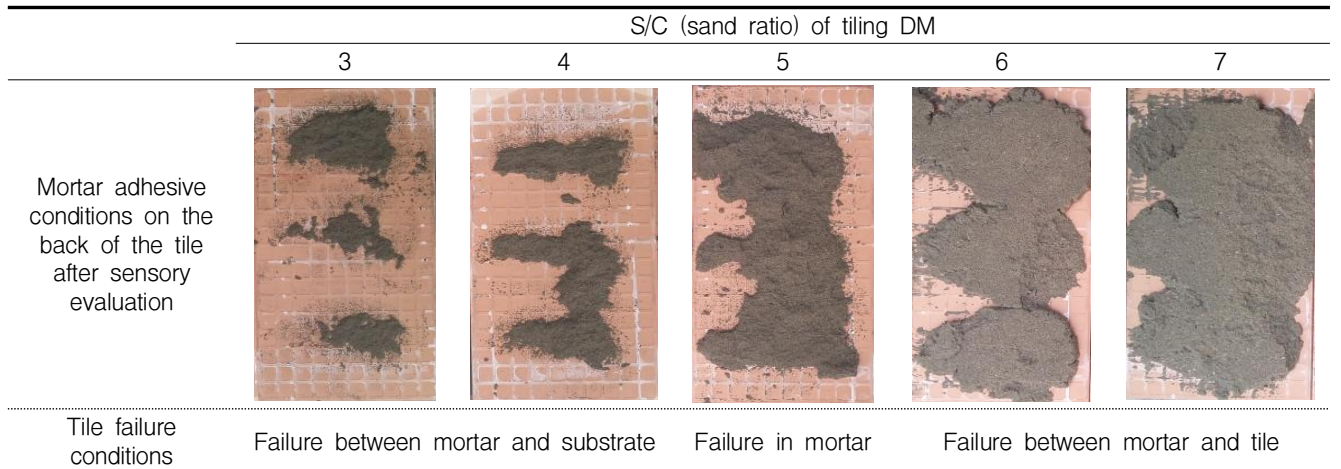 S/C (sand ratio) of tiling DM
3 4 5 6 7
Mortar adhesive
conditions on the
back of the tile
after sensory
evaluation
Tile failure
conditions
Failure between mortar and substrate Failure in mortar Failure between mortar and tile